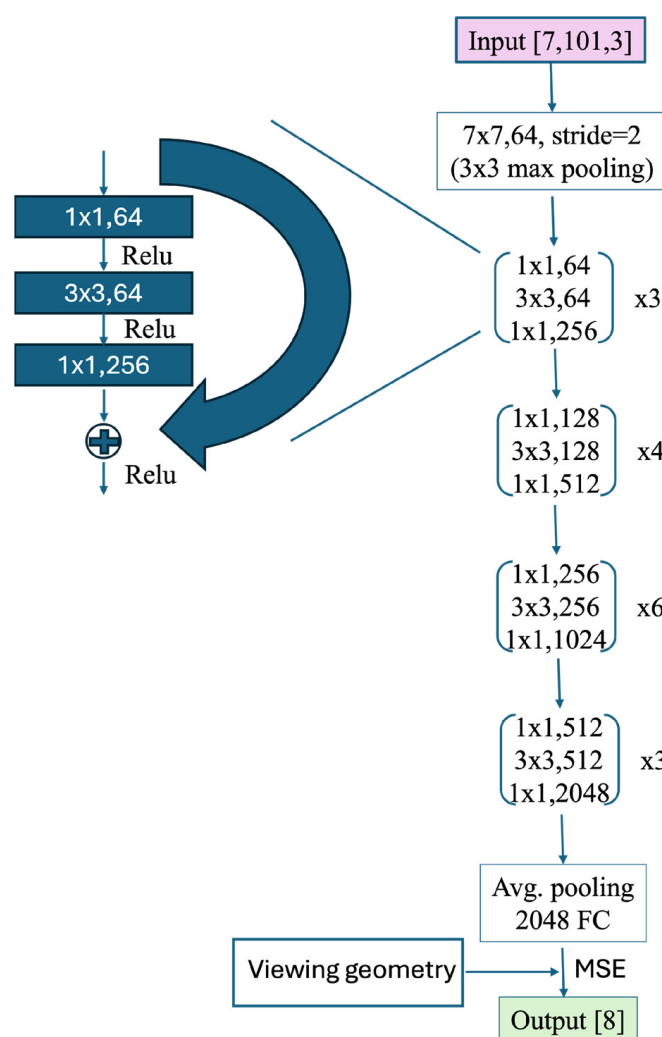 Input [7,101,3]
7x7,64, stride=2
(3x3 max pooling)
1x1,64
Relu
3x3,64
Relu
1x1,256
Relu
1x1,64
3x3,64
1x1,256
x3
1x1,128
3x3,128
1x1,512
x4
1x1,256
3x3,256
1x1,1024
x6
1x1,512
3x3,512
1x1,2048
x3
Avg. pooling
2048 FC
Viewing geometry
MSE
Output [8]